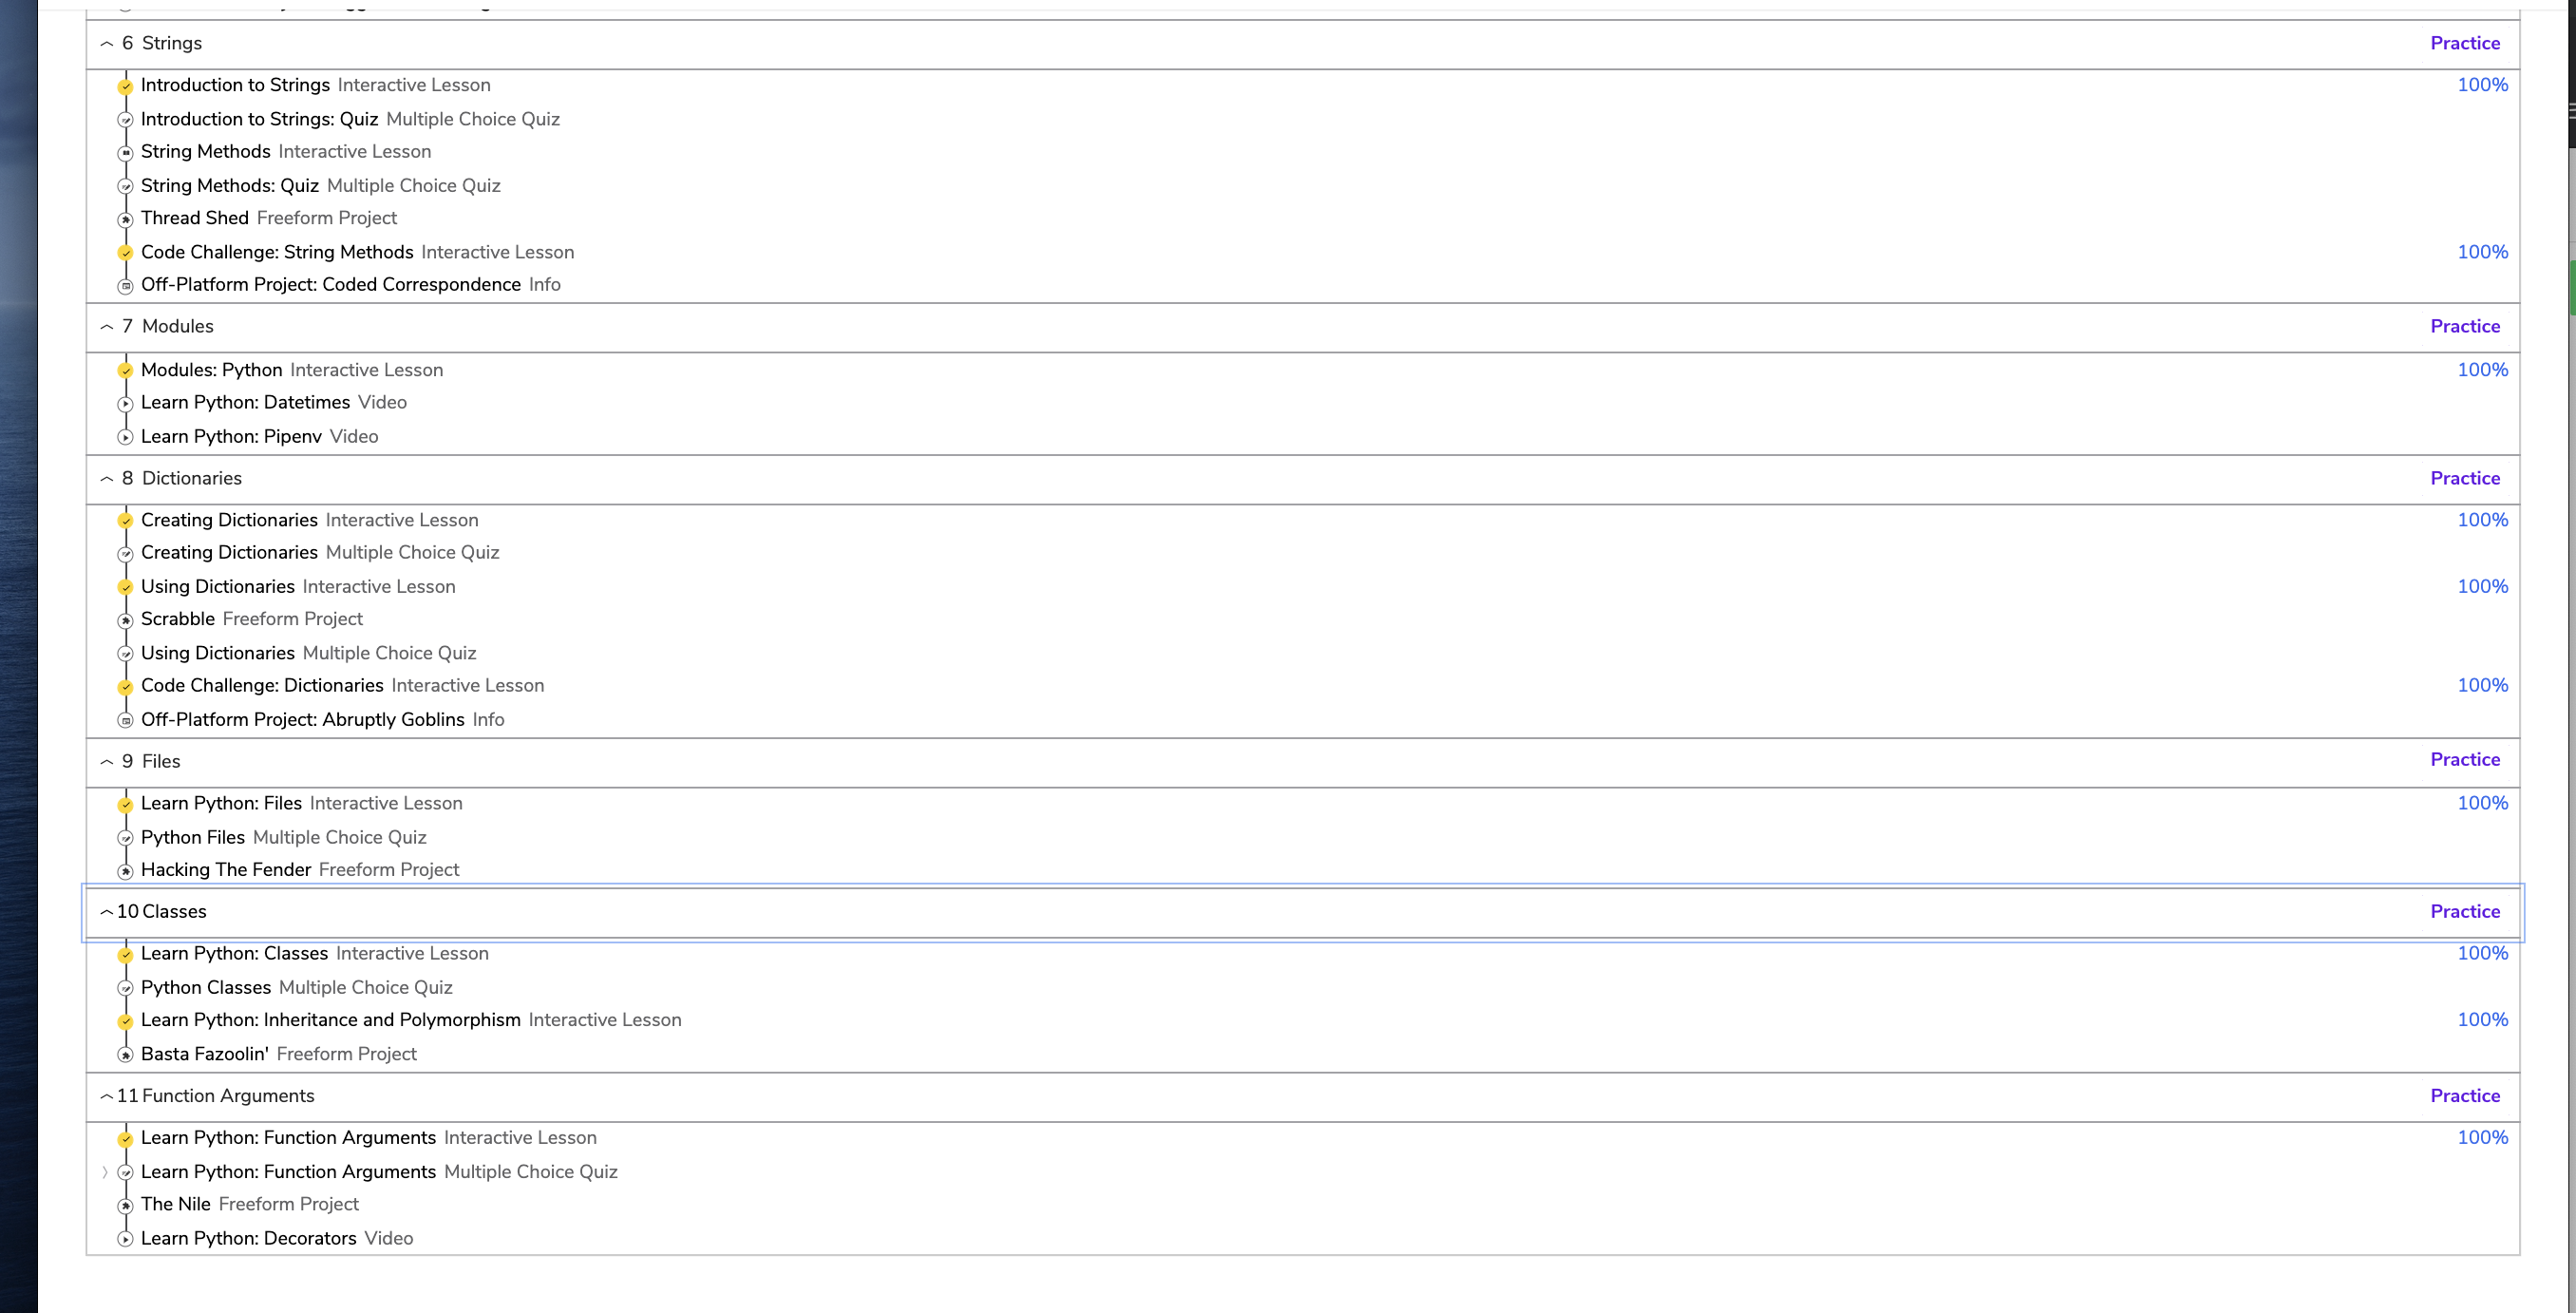 6 Strings Practice
Introduction to Strings Interactive Lesson 100%
Introduction to Strings: Quiz Multiple Choice Quiz
String Methods Interactive Lesson
String Methods: Quiz Multiple Choice Quiz
Thread Shed Freeform Project
Code Challenge: String Methods Interactive Lesson 100%
Off-Platform Project: Coded Correspondence Info
7 Modules Practice
Modules: Python Interactive Lesson 100%
Learn Python: Datetimes Video
Learn Python: Pipenv Video
8 Dictionaries Practice
Creating Dictionaries Interactive Lesson 100%
Creating Dictionaries Multiple Choice Quiz
Using Dictionaries Interactive Lesson 100%
Scrabble Freeform Project
Using Dictionaries Multiple Choice Quiz
Code Challenge: Dictionaries Interactive Lesson 100%
Off-Platform Project: Abruptly Goblins Info
9 Files Practice
Learn Python: Files Interactive Lesson 100%
Python Files Multiple Choice Quiz
Hacking The Fender Freeform Project
10 Classes Practice
Learn Python: Classes Interactive Lesson 100%
Python Classes Multiple Choice Quiz
Learn Python: Inheritance and Polymorphism Interactive Lesson 100%
Basta Fazoolin' Freeform Project
11 Function Arguments Practice
Learn Python: Function Arguments Interactive Lesson 100%
Learn Python: Function Arguments Multiple Choice Quiz
The Nile Freeform Project
Learn Python: Decorators Video